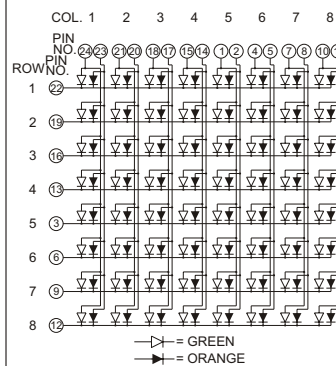 COL. 1 2 3 4 5 6 7 8
PIN NO. 24 23 21 20 18 17 15 14 1 2 4 5 7 8 10
ROW PIN NO.
1 22
2 19
3 16
4 13
5 3
6 6
7 9
8 12
= GREEN
= ORANGE